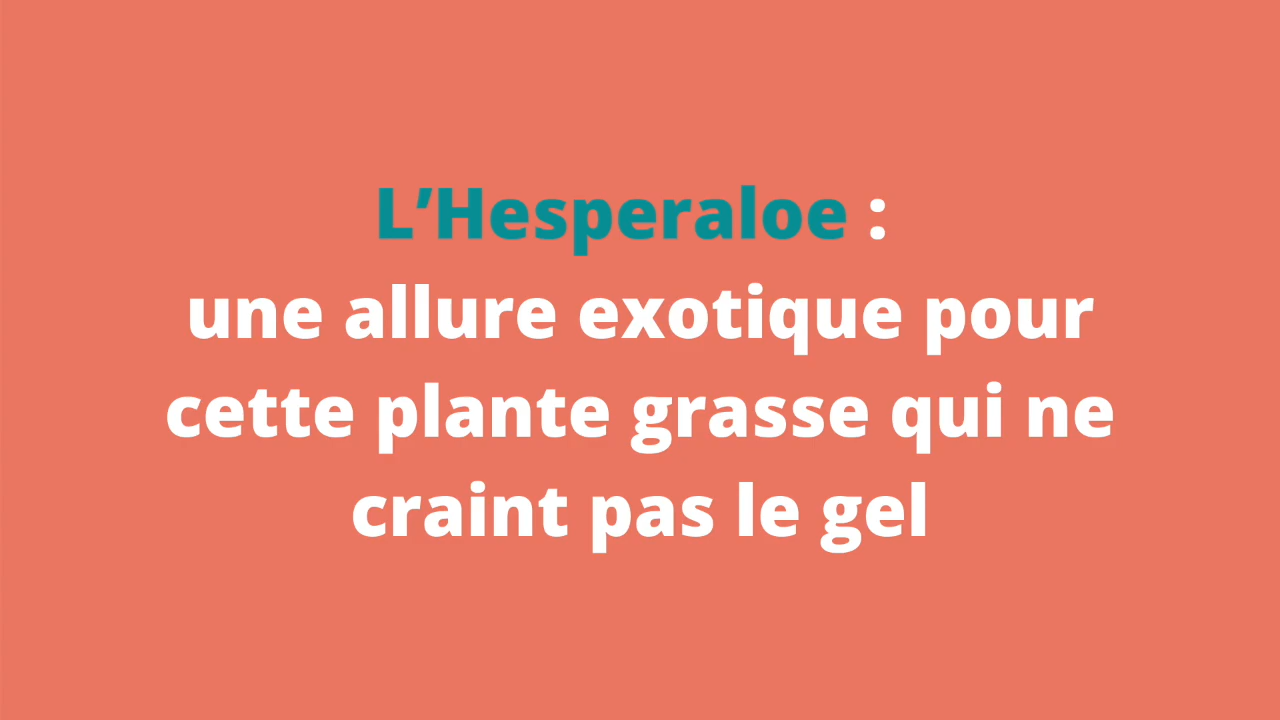 L’Hesperaloe :
une allure exotique pour
cette plante grasse qui ne
craint pas le gel